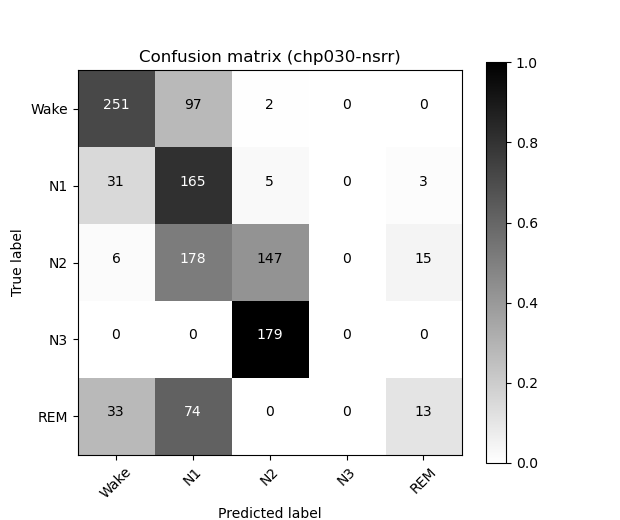 Confusion matrix (chp030-nsrr)
True label
Wake 251 97 2 0 0
N1 31 165 5 0 3
N2 6 178 147 0 15
N3 0 0 179 0 0
REM 33 74 0 0 13
Wake N1 N2 N3 REM
Predicted label
1.0
0.8
0.6
0.4
0.2
0.0